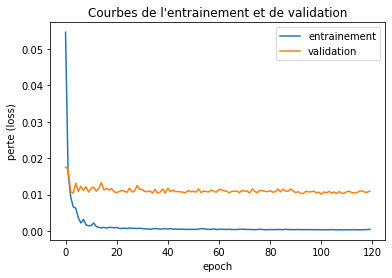 Courbes de l'entrainement et de validation
entrainement
validation
perte (loss)
0.05
0.04
0.03
0.02
0.01
0.00
0
20
40
60
80
100
120
epoch